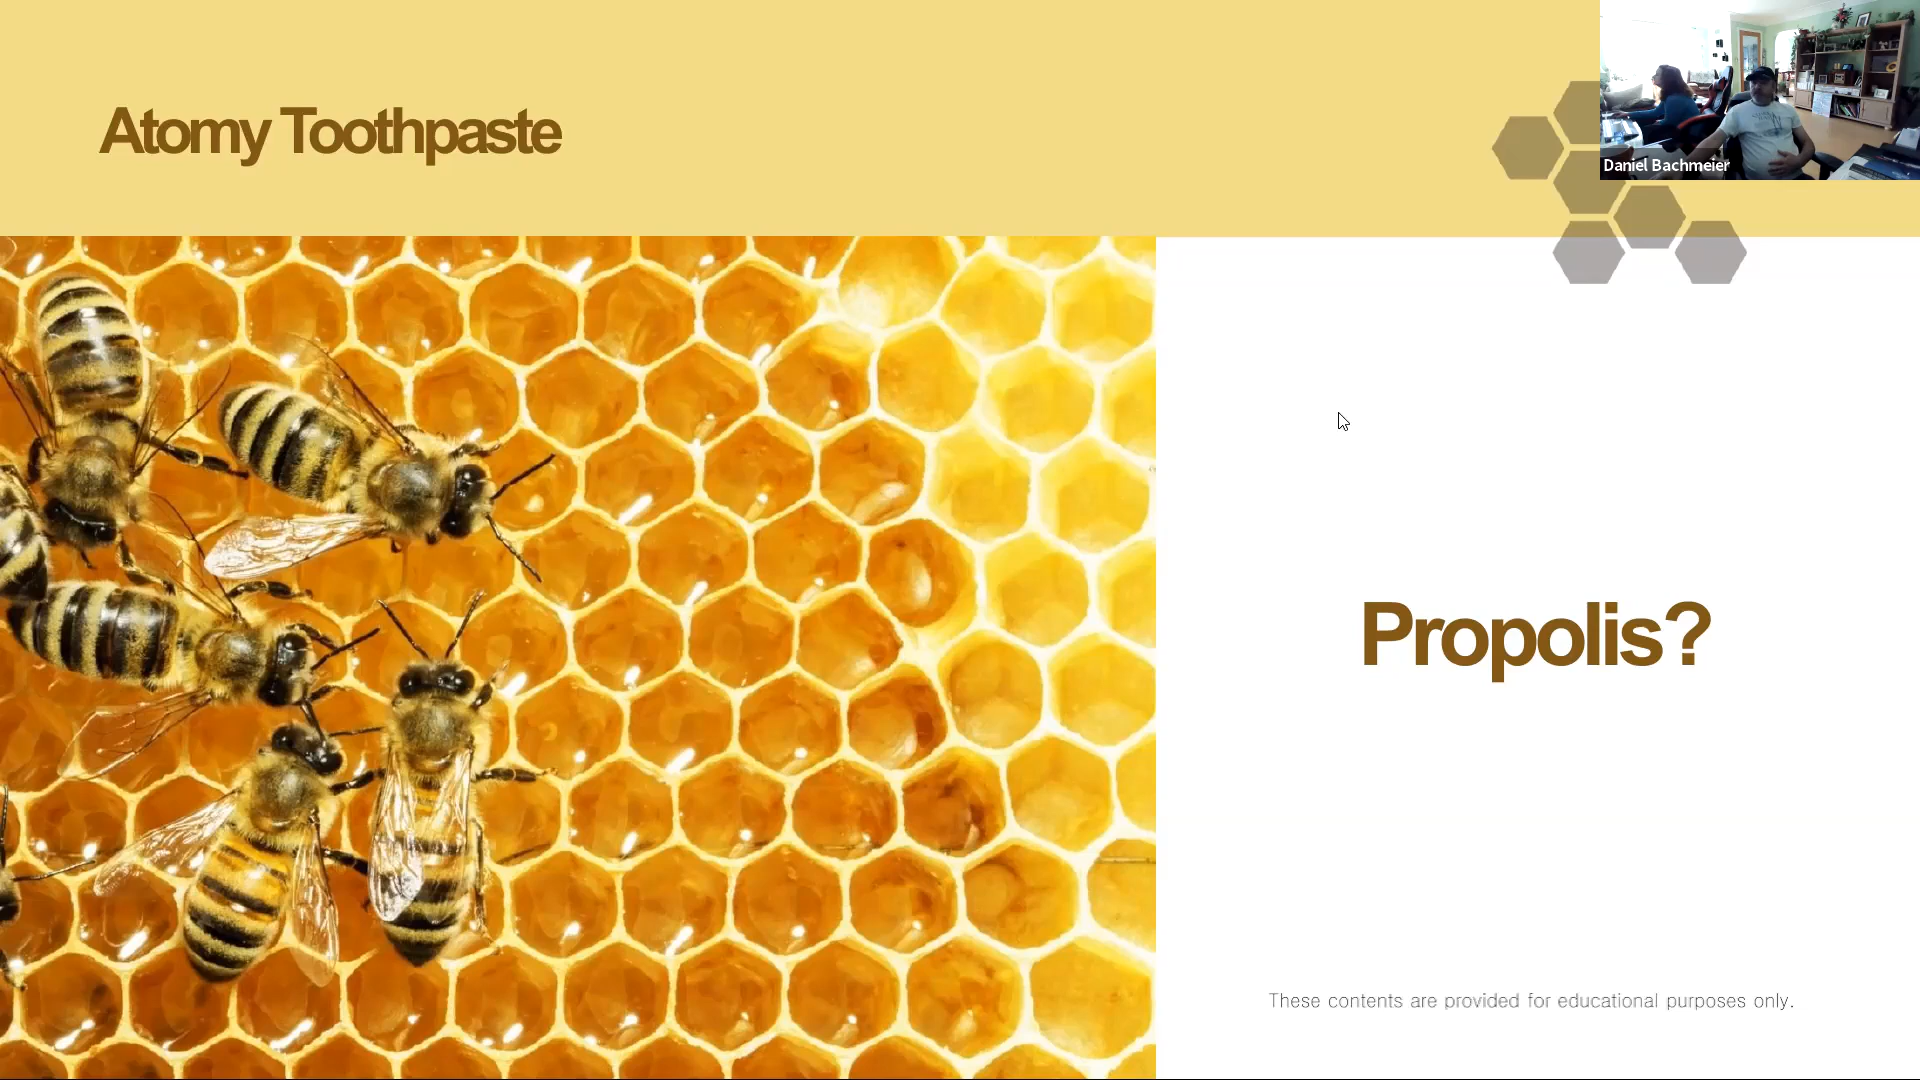 Atomy Toothpaste
Daniel Bachmeier
Propolis?
These contents are provided for educational purposes only.